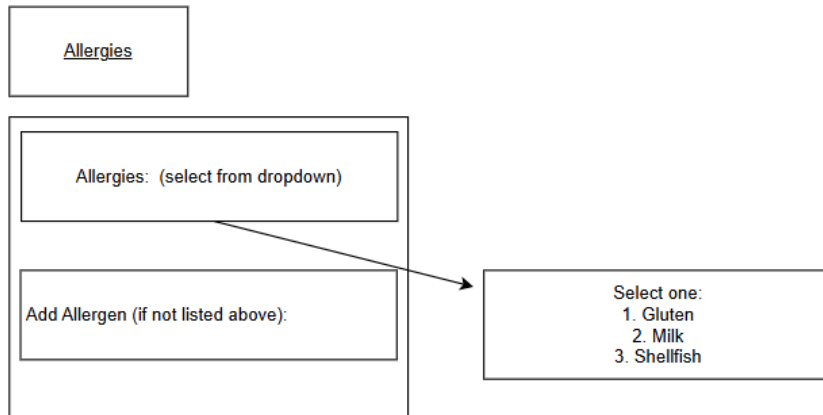 Allergies
Allergies:  (select from dropdown)
Add Allergen (if not listed above):
Select one:
1. Gluten
2. Milk
3. Shellfish